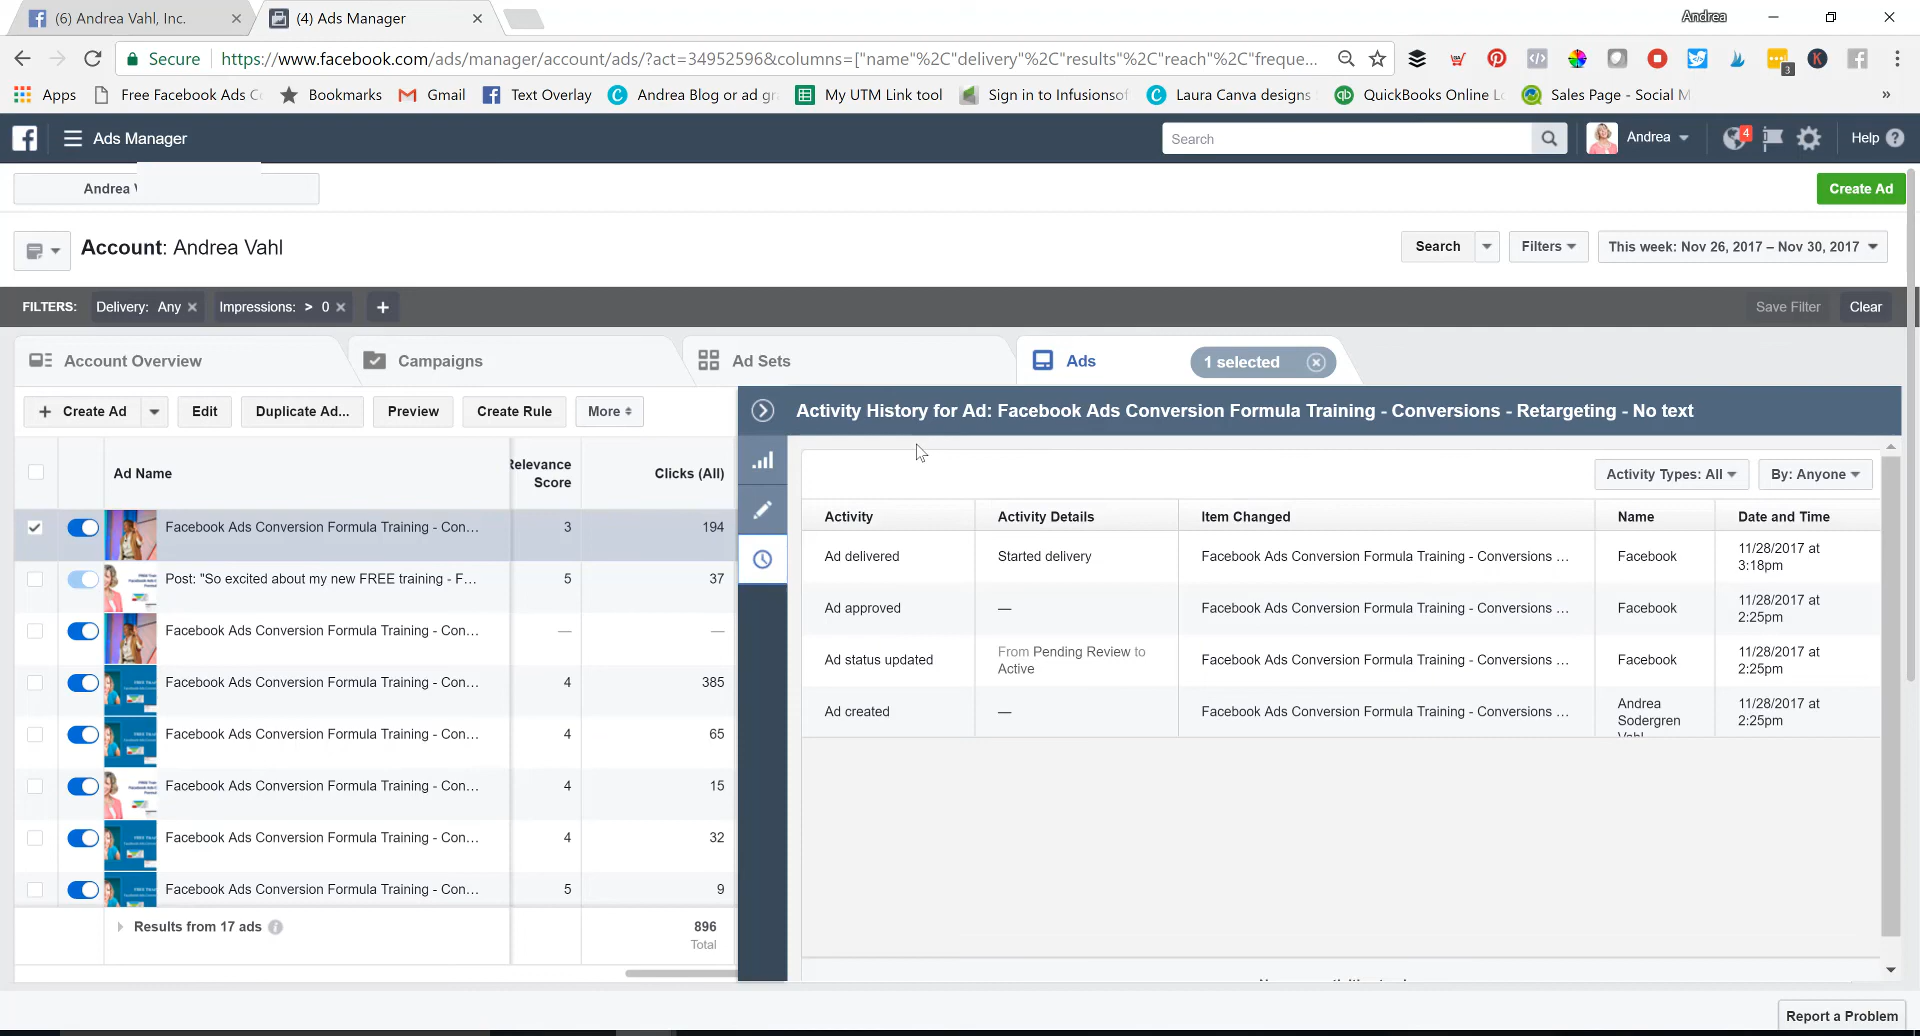 (6) Andrea Vahl, Inc.
(4) Ads Manager
Andrea
Secure
https://www.facebook.com/ads/manager/account/ads/?act=34952596&columns=["name"%2C"delivery"%2C"results"%2C"reach"%2C"freque...
3
Apps
Free Facebook Ads C
Bookmarks
Gmail
Text Overlay
Andrea Blog or ad gr
My UTM Link tool
Sign in to Infusionsof
Laura Canva designs
QuickBooks Online Lo
Sales Page - Social M
»
Ads Manager
Search
Andrea
4
Help
Andrea
Create Ad
Account: Andrea Vahl
Search
Filters
This week: Nov 26, 2017 – Nov 30, 2017
FILTERS:
Delivery: Any
Impressions: > 0
+
Save Filter
Clear
Account Overview
Campaigns
Ad Sets
Ads
1 selected
+ Create Ad
Edit
Duplicate Ad...
Preview
Create Rule
More
Activity History for Ad: Facebook Ads Conversion Formula Training - Conversions - Retargeting - No text
Ad Name
Relevance
Score
Clicks (All)
Facebook Ads Conversion Formula Training - Con...
3
194
Post: "So excited about my new FREE training - F...
5
37
Facebook Ads Conversion Formula Training - Con...
—
—
Facebook Ads Conversion Formula Training - Con...
4
385
Facebook Ads Conversion Formula Training - Con...
4
65
Facebook Ads Conversion Formula Training - Con...
4
15
Facebook Ads Conversion Formula Training - Con...
4
32
Facebook Ads Conversion Formula Training - Con...
5
9
Results from 17 ads
896
Total
Activity Types: All
By: Anyone
Activity
Activity Details
Item Changed
Name
Date and Time
Ad delivered
Started delivery
Facebook Ads Conversion Formula Training - Conversions ...
Facebook
11/28/2017 at
3:18pm
Ad approved
—
Facebook Ads Conversion Formula Training - Conversions ...
Facebook
11/28/2017 at
2:25pm
Ad status updated
From Pending Review to
Active
Facebook Ads Conversion Formula Training - Conversions ...
Facebook
11/28/2017 at
2:25pm
Ad created
—
Facebook Ads Conversion Formula Training - Conversions ...
Andrea
Sodergren
Vahl
11/28/2017 at
2:25pm
Report a Problem